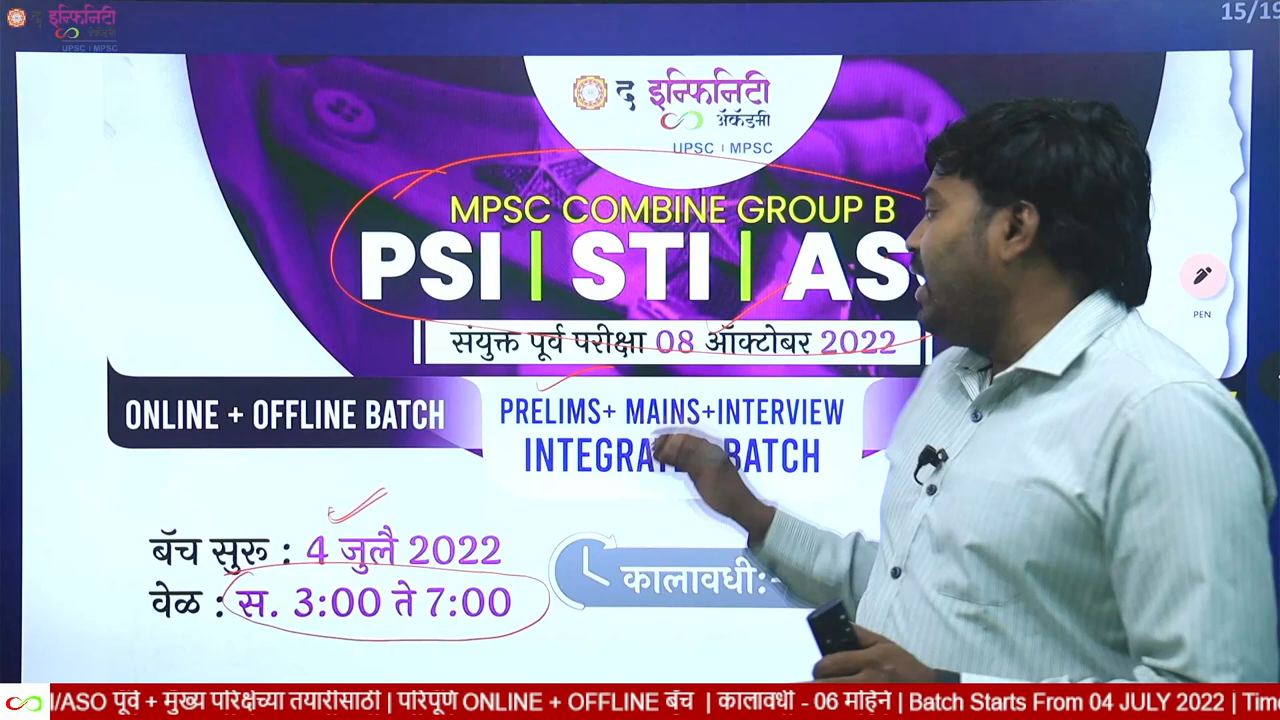 द इन्फिनिटी
अ‍ॅकॅडमी
UPSC | MPSC
15/19
द इन्फिनिटी
अ‍ॅकॅडमी
UPSC | MPSC
MPSC COMBINE GROUP B
PSI | STI | AS
संयुक्त पूर्व परीक्षा 08 ऑक्टोबर 2022
PEN
ONLINE + OFFLINE BATCH
PRELIMS+ MAINS+INTERVIEW
INTEGRA BATCH
बॅच सुरु : 4 जुलै 2022
वेळ : स. 3:00 ते 7:00
कालावधी:-
I/ASO पूर्व + मुख्य परिक्षेच्या तयारीसाठी | परिपूर्ण ONLINE + OFFLINE बॅच | कालावधी - 06 महिने | Batch Starts From 04 JULY 2022 | Tim